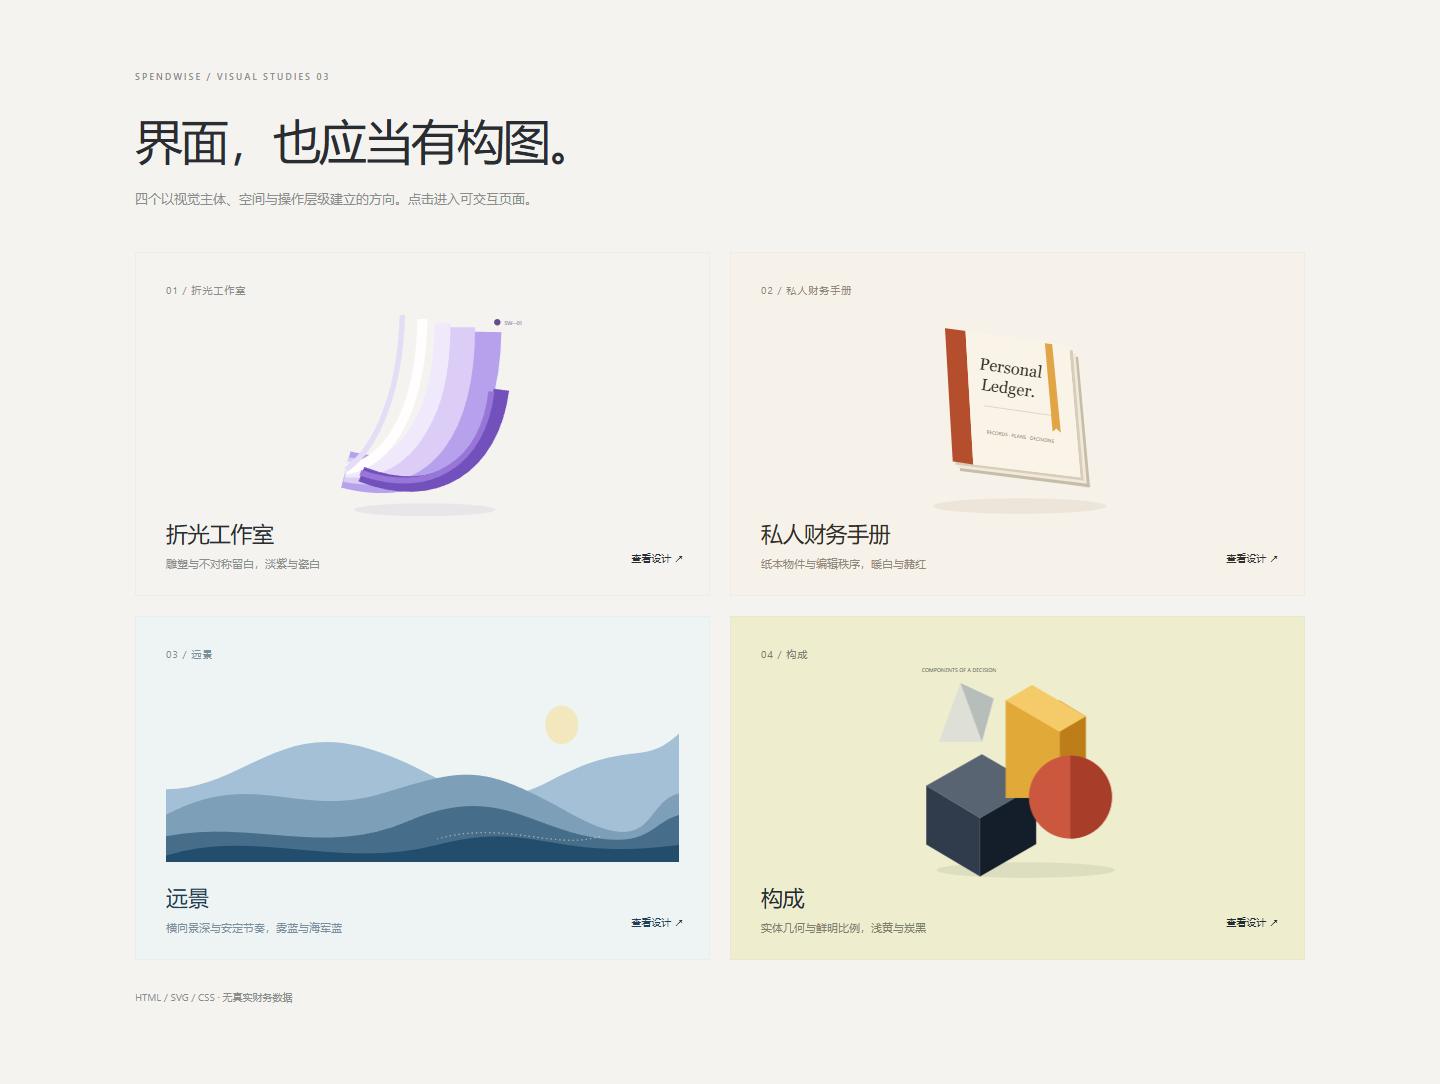 SPENDWISE / VISUAL STUDIES 03
界面，也应当有构图。
四个以视觉主体、空间与操作层级建立的方向。点击进入可交互页面。
01 / 折光工作室
SW—01
折光工作室
雕塑与不对称留白，淡紫与瓷白
查看设计 ↗
02 / 私人财务手册
Personal
Ledger.
RECORDS · PLANS · DECISIONS
私人财务手册
纸本物件与编辑秩序，暖白与赭红
查看设计 ↗
03 / 远景
远景
横向景深与安定节奏，雾蓝与海军蓝
查看设计 ↗
04 / 构成
COMPONENTS OF A DECISION
构成
实体几何与鲜明比例，浅黄与炭黑
查看设计 ↗
HTML / SVG / CSS · 无真实财务数据